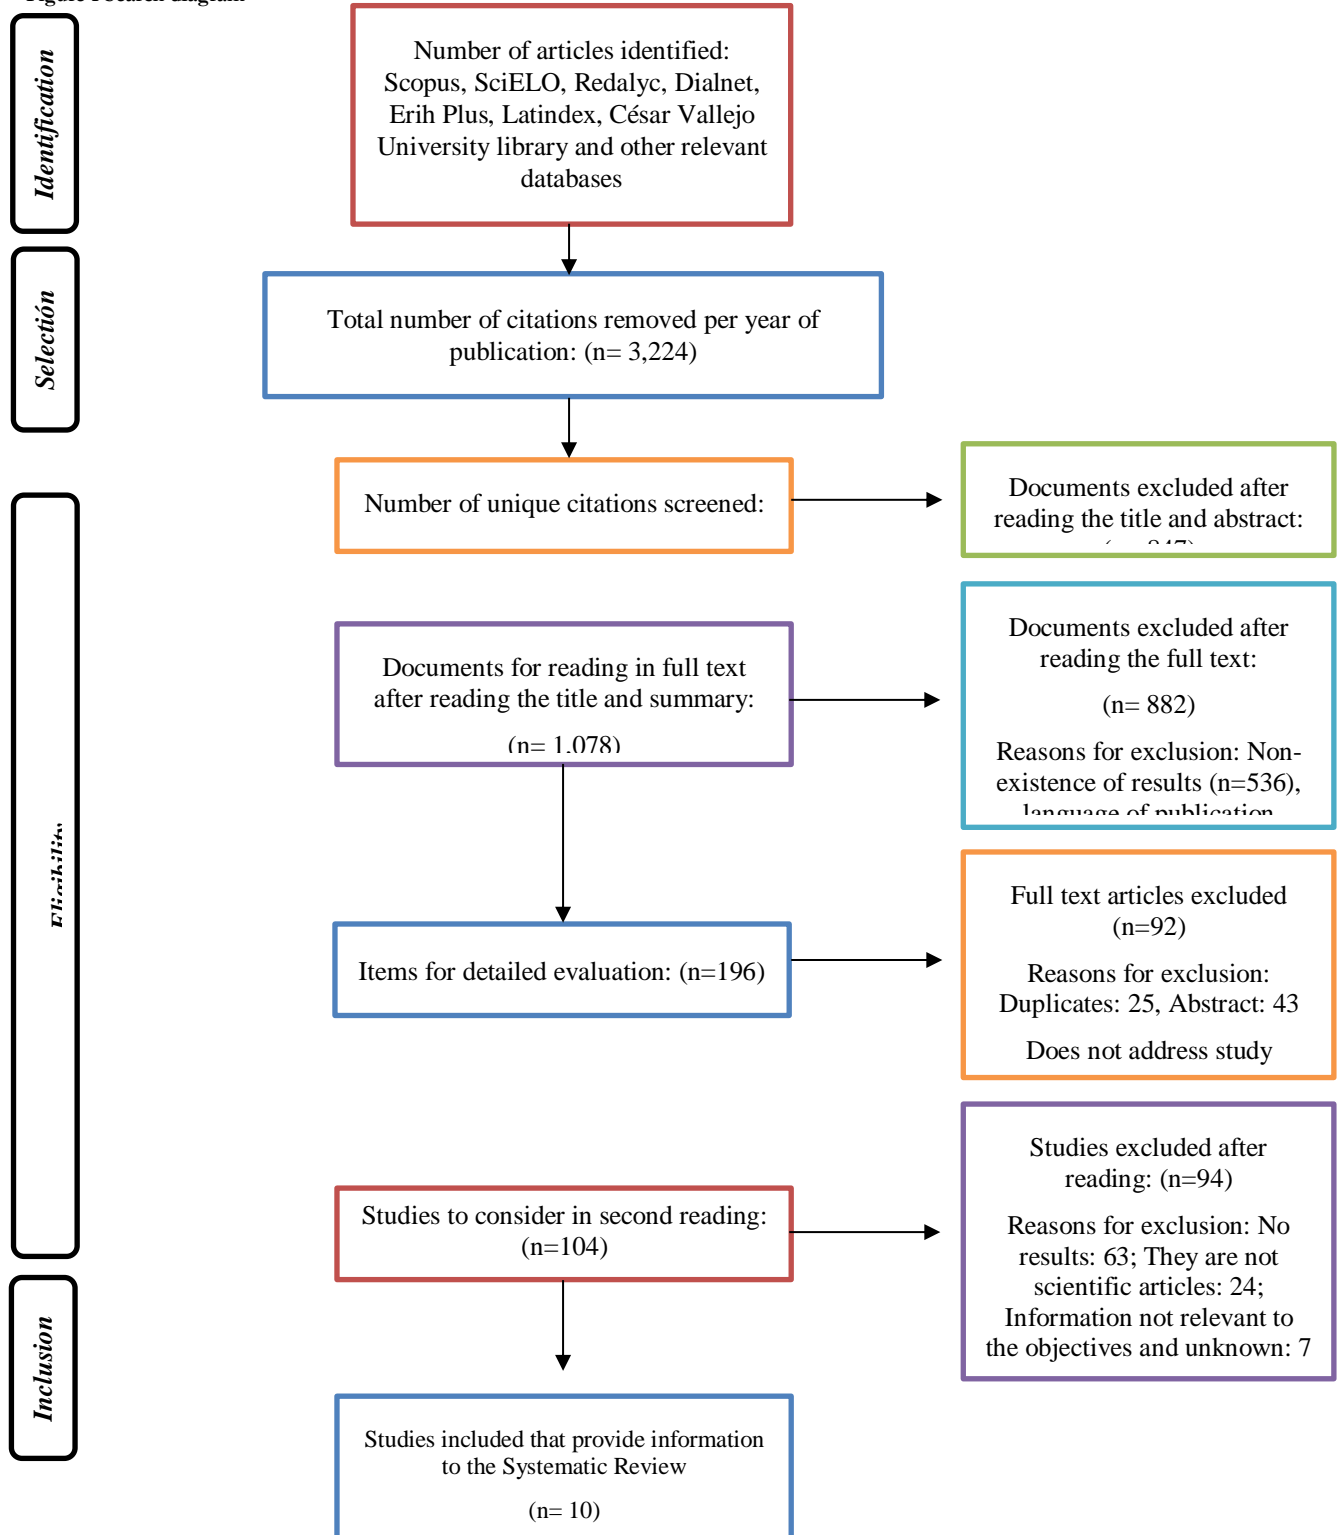 Identification
Number of articles identified:
Scopus, SciELO, Redalyc, Dialnet,
Erih Plus, Latindex, César Vallejo
University library and other relevant
databases
Selectión
Total number of citations removed per year of
publication: (n= 3,224)
Number of unique citations screened:
Documents excluded after
reading the title and abstract:
Eligibility
Documents for reading in full text
after reading the title and summary:
(n= 1,078)
Documents excluded after
reading the full text:
(n= 882)
Reasons for exclusion: Non-
existence of results (n=536),
language of publication
Items for detailed evaluation: (n=196)
Full text articles excluded
(n=92)
Reasons for exclusion:
Duplicates: 25, Abstract: 43
Does not address study
Studies to consider in second reading:
(n=104)
Studies excluded after
reading: (n=94)
Reasons for exclusion: No
results: 63; They are not
scientific articles: 24;
Information not relevant to
the objectives and unknown: 7
Inclusion
Studies included that provide information
to the Systematic Review
(n= 10)